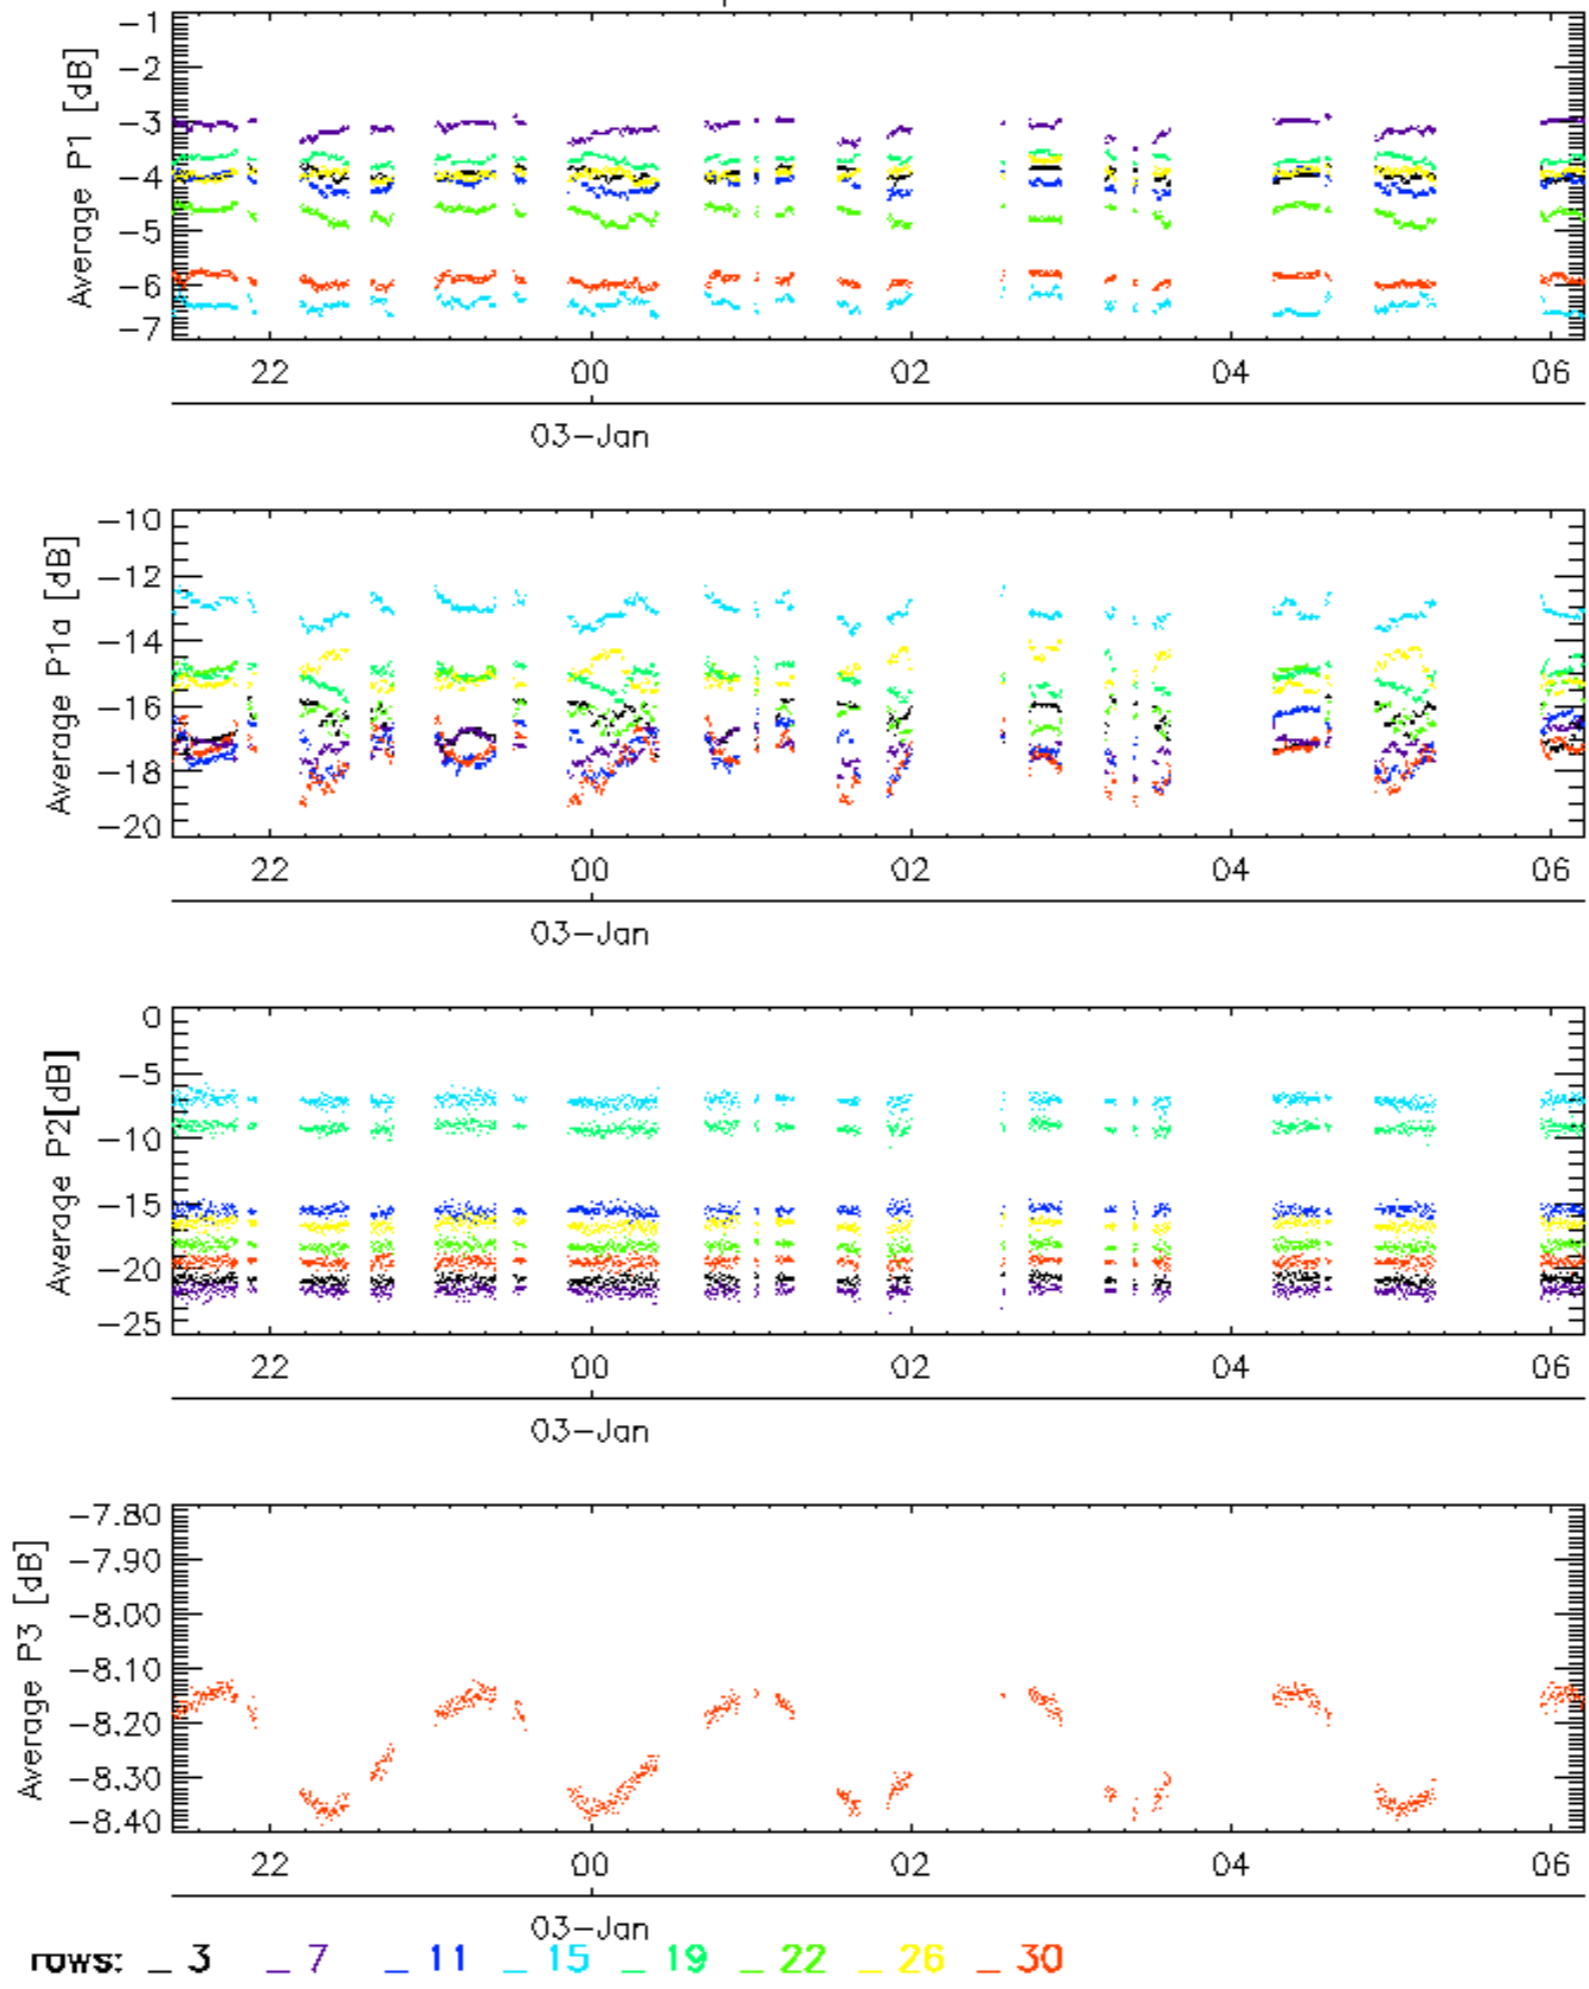 Average P1 [dB]
-1
-2
-3
-4
-5
-6
-7
22 00 02 04 06
03-Jan
Average P1a [dB]
-10
-12
-14
-16
-18
-20
22 00 02 04 06
03-Jan
Average P2[dB]
0
-5
-10
-15
-20
-25
22 00 02 04 06
03-Jan
Average P3 [dB]
-7.80
-7.90
-8.00
-8.10
-8.20
-8.30
-8.40
22 00 02 04 06
03-Jan
rows: _ 3 _ 7 _ 11 _ 15 _ 19 _ 22 _ 26 _ 30